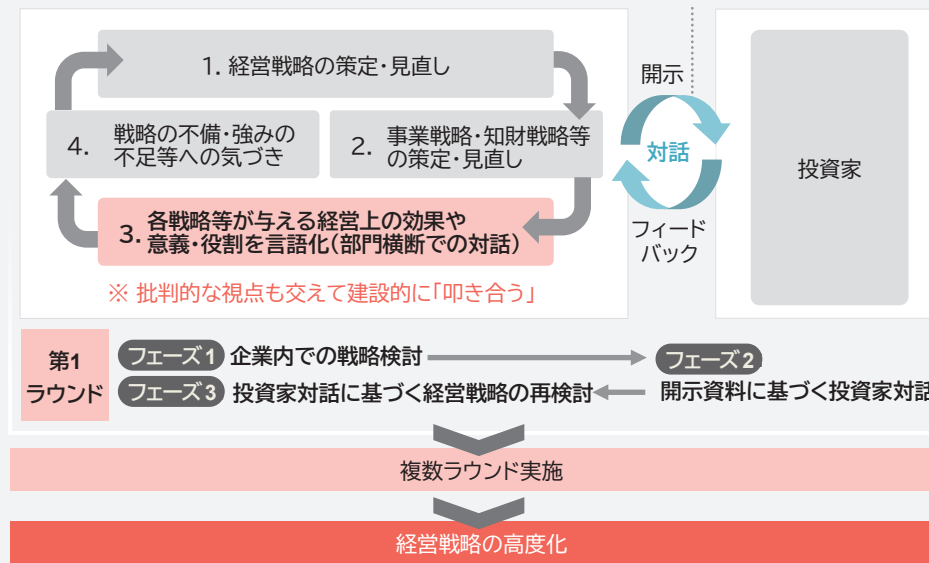 1. 経営戦略の策定・見直し
4. 戦略の不備・強みの
不足等への気づき
2. 事業戦略・知財戦略等
の策定・見直し
3. 各戦略等が与える経営上の効果や
意義・役割を言語化(部門横断での対話)
※ 批判的な視点も交えて建設的に「叩き合う」
開示
対話
フィード
バック
投資家
第1
ラウンド
フェーズ1 企業内での戦略検討
フェーズ2
フェーズ3 投資家対話に基づく経営戦略の再検討
開示資料に基づく投資家対話
複数ラウンド実施
経営戦略の高度化